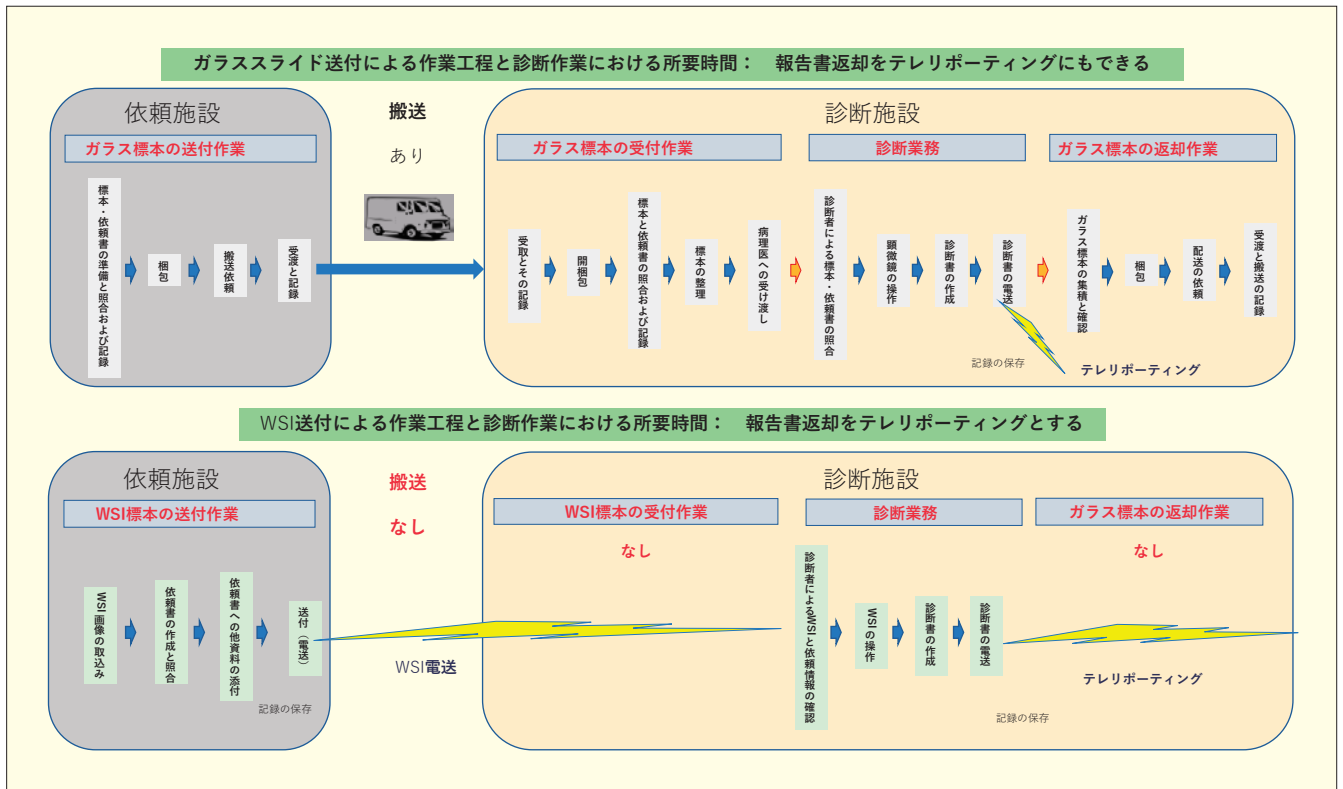 ガラススライド送付による作業工程と診断作業における所要時間：　報告書返却をテレリポーティングにもできる
依頼施設
ガラス標本の送付作業
標本・依頼書の準備と照合および記録
梱包
搬送依頼
受渡と記録
搬送
あり
診断施設
ガラス標本の受付作業
受取とその記録
開梱包
標本と依頼書の照合および記録
標本の整理
病理医への受け渡し
診断業務
診断者による標本・依頼書の照合
顕微鏡の操作
診断書の作成
診断書の電送
記録の保存
テレリポーティング
ガラス標本の返却作業
ガラス標本の集積と確認
梱包
配送の依頼
受渡と搬送の記録
WSI送付による作業工程と診断作業における所要時間：　報告書返却をテレリポーティングとする
依頼施設
WSI標本の送付作業
WSI画像の取込み
依頼書の作成と照合
依頼書への他資料の添付
送付（電送）
記録の保存
搬送
なし
WSI電送
診断施設
WSI標本の受付作業
なし
診断業務
診断者によるWSIと依頼情報の確認
WSIの操作
診断書の作成
診断書の電送
記録の保存
ガラス標本の返却作業
なし
テレリポーティング